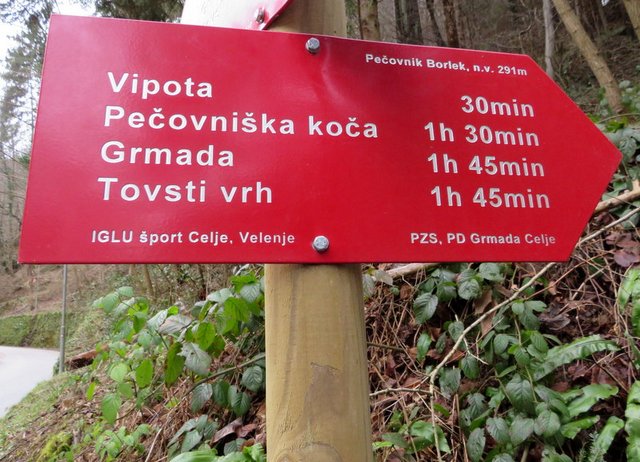 Pečovnik Borlek, n.v. 291m
Vipota 30min
Pečovniška koča 1h 30min
Grmada 1h 45min
Tovsti vrh 1h 45min
IGLU šport Celje, Velenje PZS, PD Grmada Celje